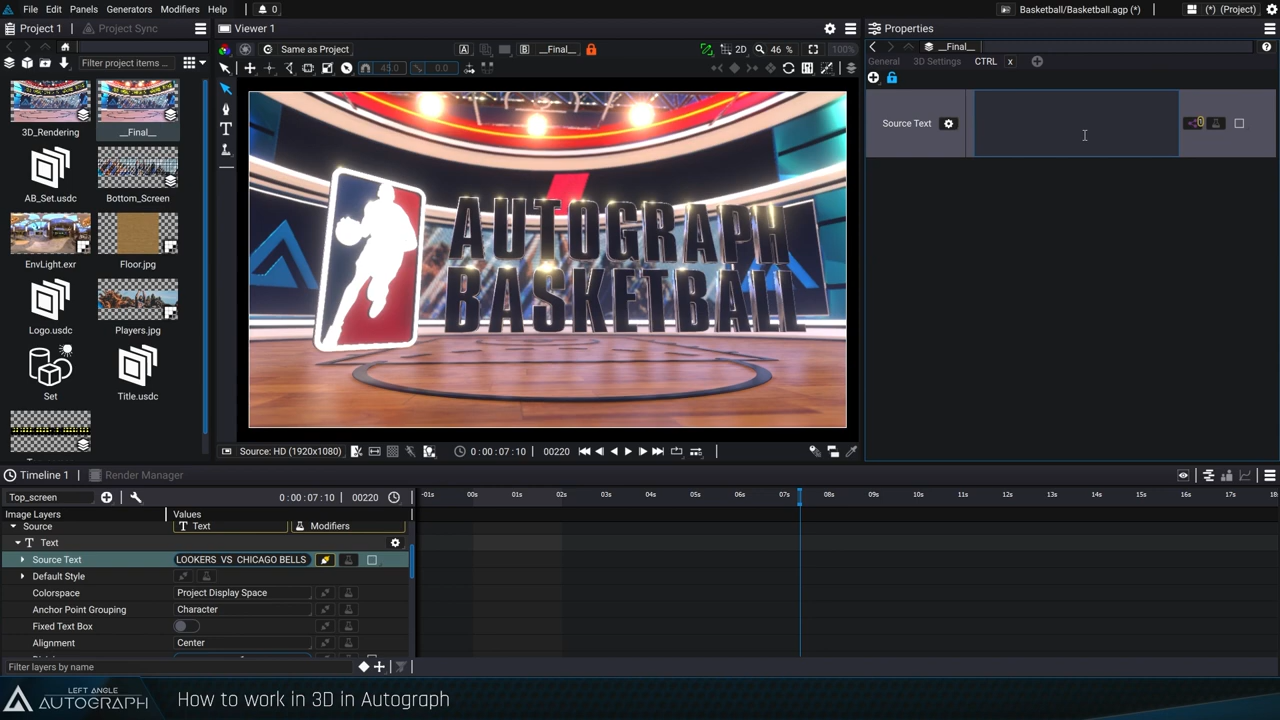 File Edit Panels Generators Modifiers Help 0 Basketball/Basketball.agp (*) (*) (Project)
Project 1 Project Sync
Filter project items ...
3D_Rendering
__Final__
AB_Set.usdc
Bottom_Screen
EnvLight.exr
Floor.jpg
Logo.usdc
Players.jpg
Set
Title.usdc
Viewer 1
Same as Project A B __Final__ 2D 46 % 100%
45.0 0.0
T
AUTOGRAPH
BASKETBALL
Source: HD (1920x1080) 0:00:07:10 00220
Properties
__Final__
General 3D Settings CTRL x
Source Text
Timeline 1 Render Manager
Top_screen 0:00:07:10 00220
Image Layers Values
Source Text Modifiers
Text
Source Text LOOKERS VS CHICAGO BELLS
Default Style
Colorspace Project Display Space
Anchor Point Grouping Character
Fixed Text Box
Alignment Center
Filter layers by name
-01s 00s 01s 02s 03s 04s 05s 06s 07s 08s 09s 10s 11s 12s 13s 14s 15s 16s 17s 18
LEFT ANGLE
AUTOGRAPH
How to work in 3D in Autograph